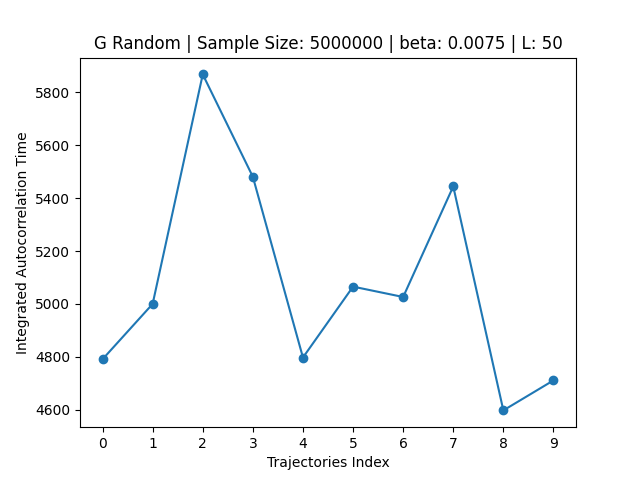 G Random | Sample Size: 5000000 | beta: 0.0075 | L: 50
Integrated Autocorrelation Time
5800
5600
5400
5200
5000
4800
4600
0 1 2 3 4 5 6 7 8 9
Trajectories Index